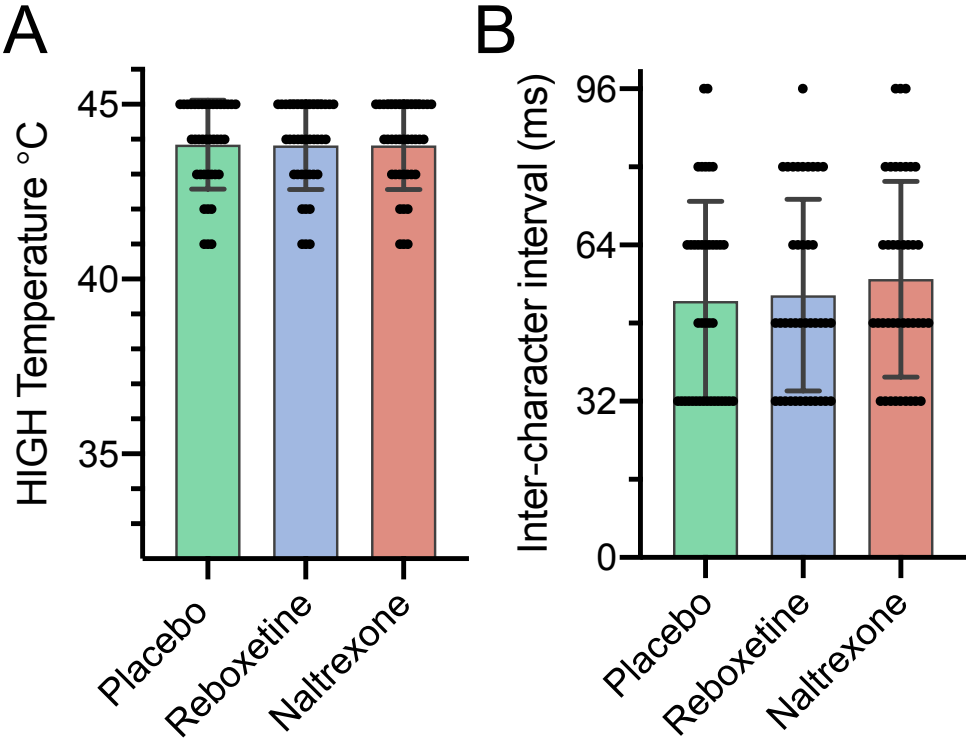 A
HIGH Temperature °C
45
40
35
Placebo
Reboxetine
Naltrexone
B
Inter-character interval (ms)
96
64
32
0
Placebo
Reboxetine
Naltrexone